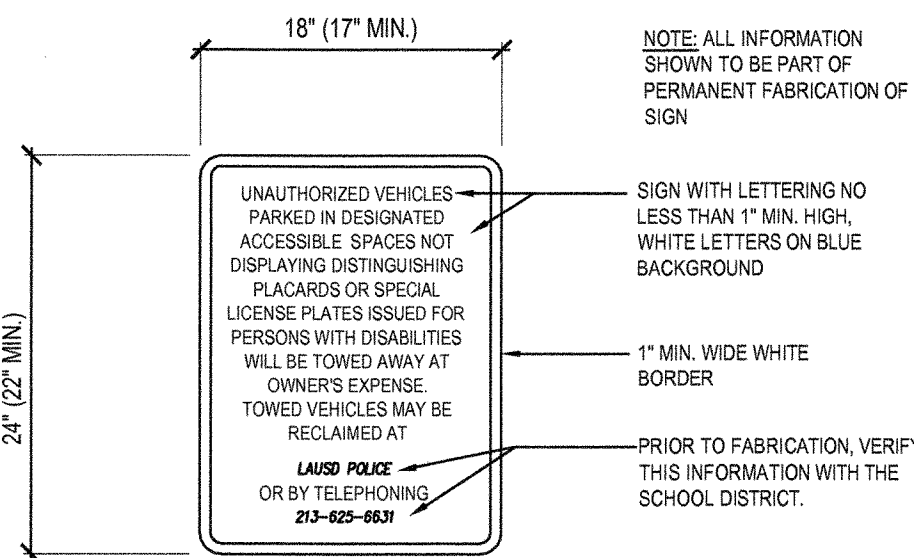 18" (17" MIN.)
NOTE: ALL INFORMATION
SHOWN TO BE PART OF
PERMANENT FABRICATION OF
SIGN
24" (22" MIN.)
UNAUTHORIZED VEHICLES
PARKED IN DESIGNATED
ACCESSIBLE SPACES NOT
DISPLAYING DISTINGUISHING
PLACARDS OR SPECIAL
LICENSE PLATES ISSUED FOR
PERSONS WITH DISABILITIES
WILL BE TOWED AWAY AT
OWNER'S EXPENSE.
TOWED VEHICLES MAY BE
RECLAIMED AT
LAUSD POLICE
OR BY TELEPHONING
213-625-6631
SIGN WITH LETTERING NO
LESS THAN 1" MIN. HIGH,
WHITE LETTERS ON BLUE
BACKGROUND
1" MIN. WIDE WHITE
BORDER
PRIOR TO FABRICATION, VERIFY
THIS INFORMATION WITH THE
SCHOOL DISTRICT.